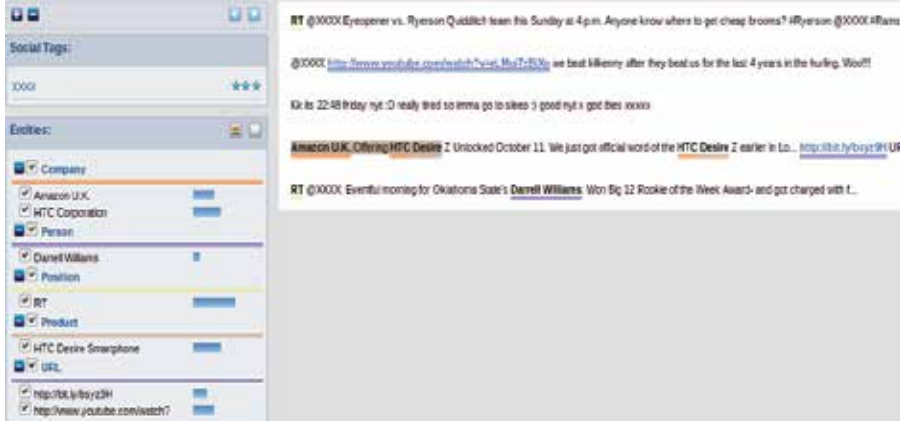 Social Tags:
XXXX
Entities:
Company
Amazon U.K.
HTC Corporation
Person
Darrell Williams
Position
RT
Product
HTC Desire Smartphone
URL
http://bit.ly/bsyz9H
http://www.youtube.com/watch?
RT @XXXX Eyeopener vs. Ryerson Quidditch team this Sunday at 4 p.m. Anyone know where to get cheap brooms? #Ryerson @XXXX #Rams
@XXXX we beat kilkenny after they beat us for the last 4 years in the hurling. Woo!!!
Kk its 22:48 friday nyt :D really tired so imma go to sleep :) good nyt x god bles xxxxx
Amazon U.K. Offering HTC Desire Z Unlocked October 11. We just got official word of the HTC Desire Z earlier in Lo... http://bit.ly/bsyz9H UR
RT @XXXX Eventful morning for Oklahoma State's Darrell Williams. Won Big 12 Rookie of the Week Award- and got charged with f...